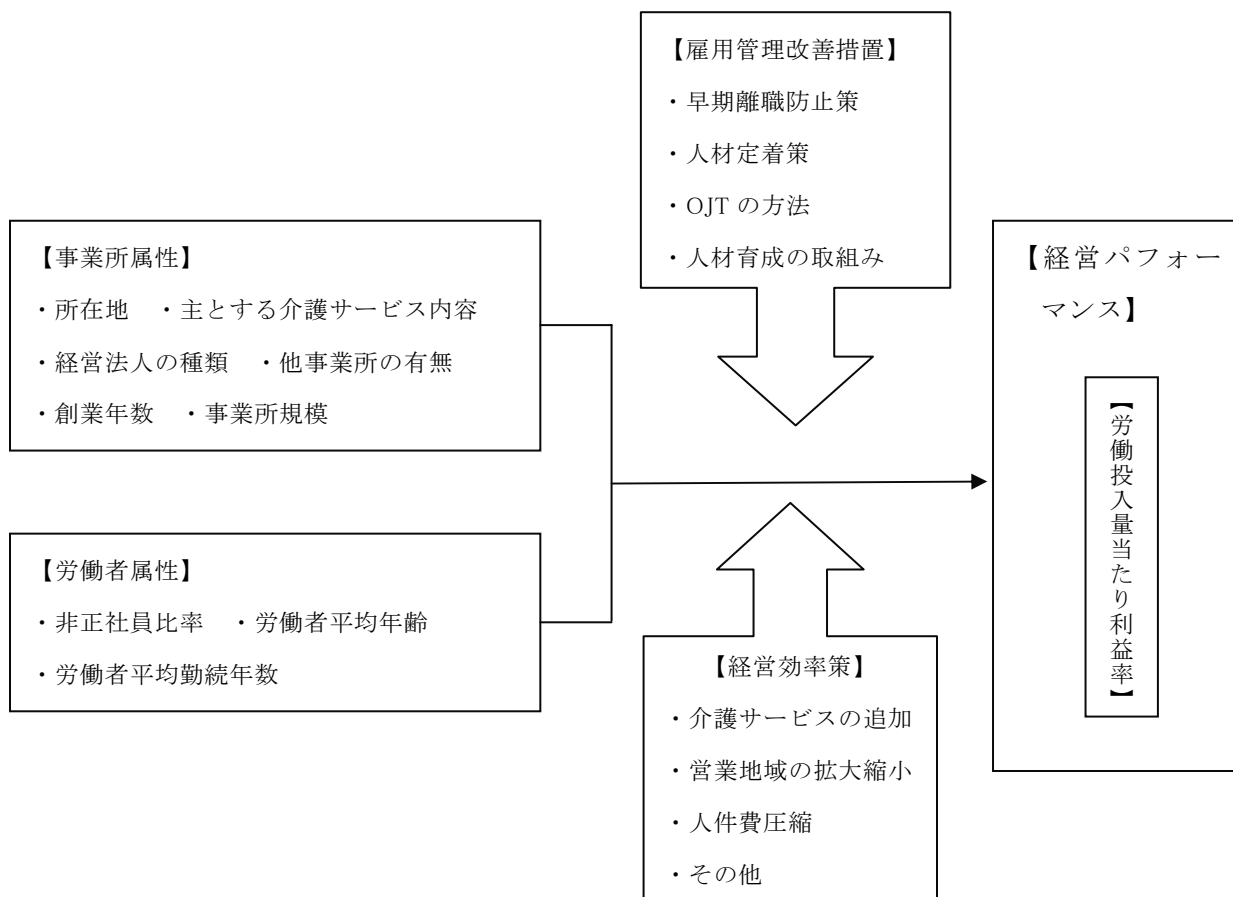 【雇用管理改善措置】
・早期離職防止策
・人材定着策
・OJT の方法
・人材育成の取組み
【事業所属性】
・所在地　・主とする介護サービス内容
・経営法人の種類　・他事業所の有無
・創業年数　・事業所規模
【労働者属性】
・非正社員比率　・労働者平均年齢
・労働者平均勤続年数
【経営効率策】
・介護サービスの追加
・営業地域の拡大縮小
・人件費圧縮
・その他
【経営パフォー
マンス】
【労働投入量当たり利益率】